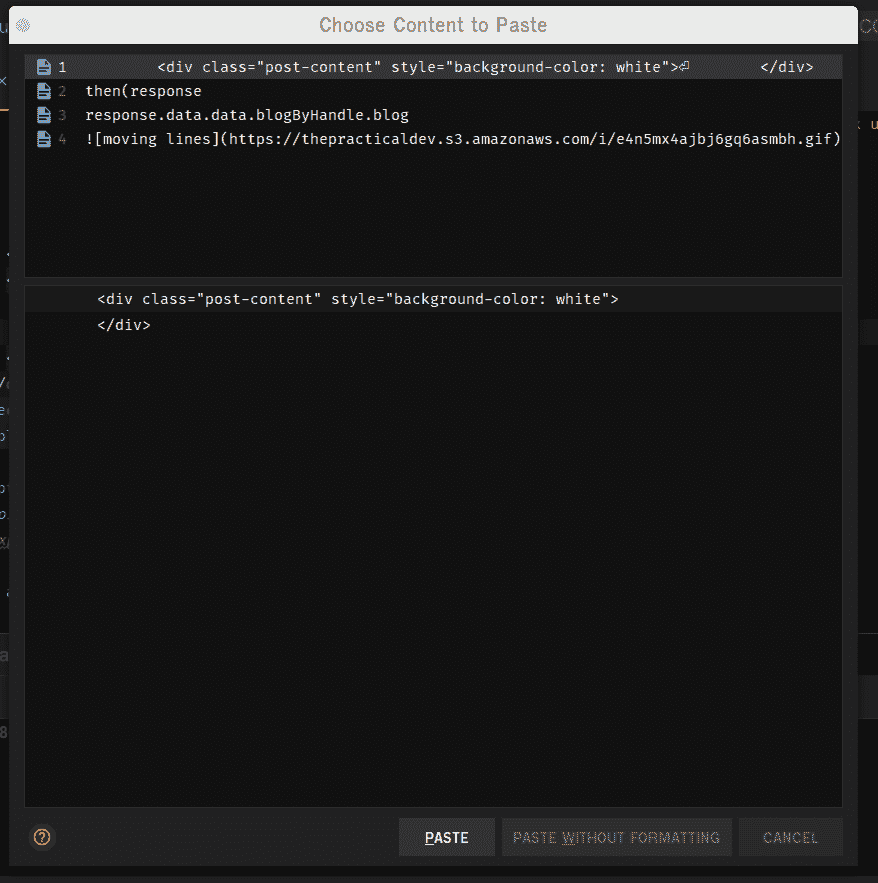 Choose Content to Paste
1 <div class="post-content" style="background-color: white">⏎ </div>
2 then(response
3 response.data.data.blogByHandle.blog
4 ![moving lines](https://thepracticaldev.s3.amazonaws.com/i/e4n5mx4ajbj6gq6asmbh.gif)
<div class="post-content" style="background-color: white">
</div>
? PASTE PASTE WITHOUT FORMATTING CANCEL